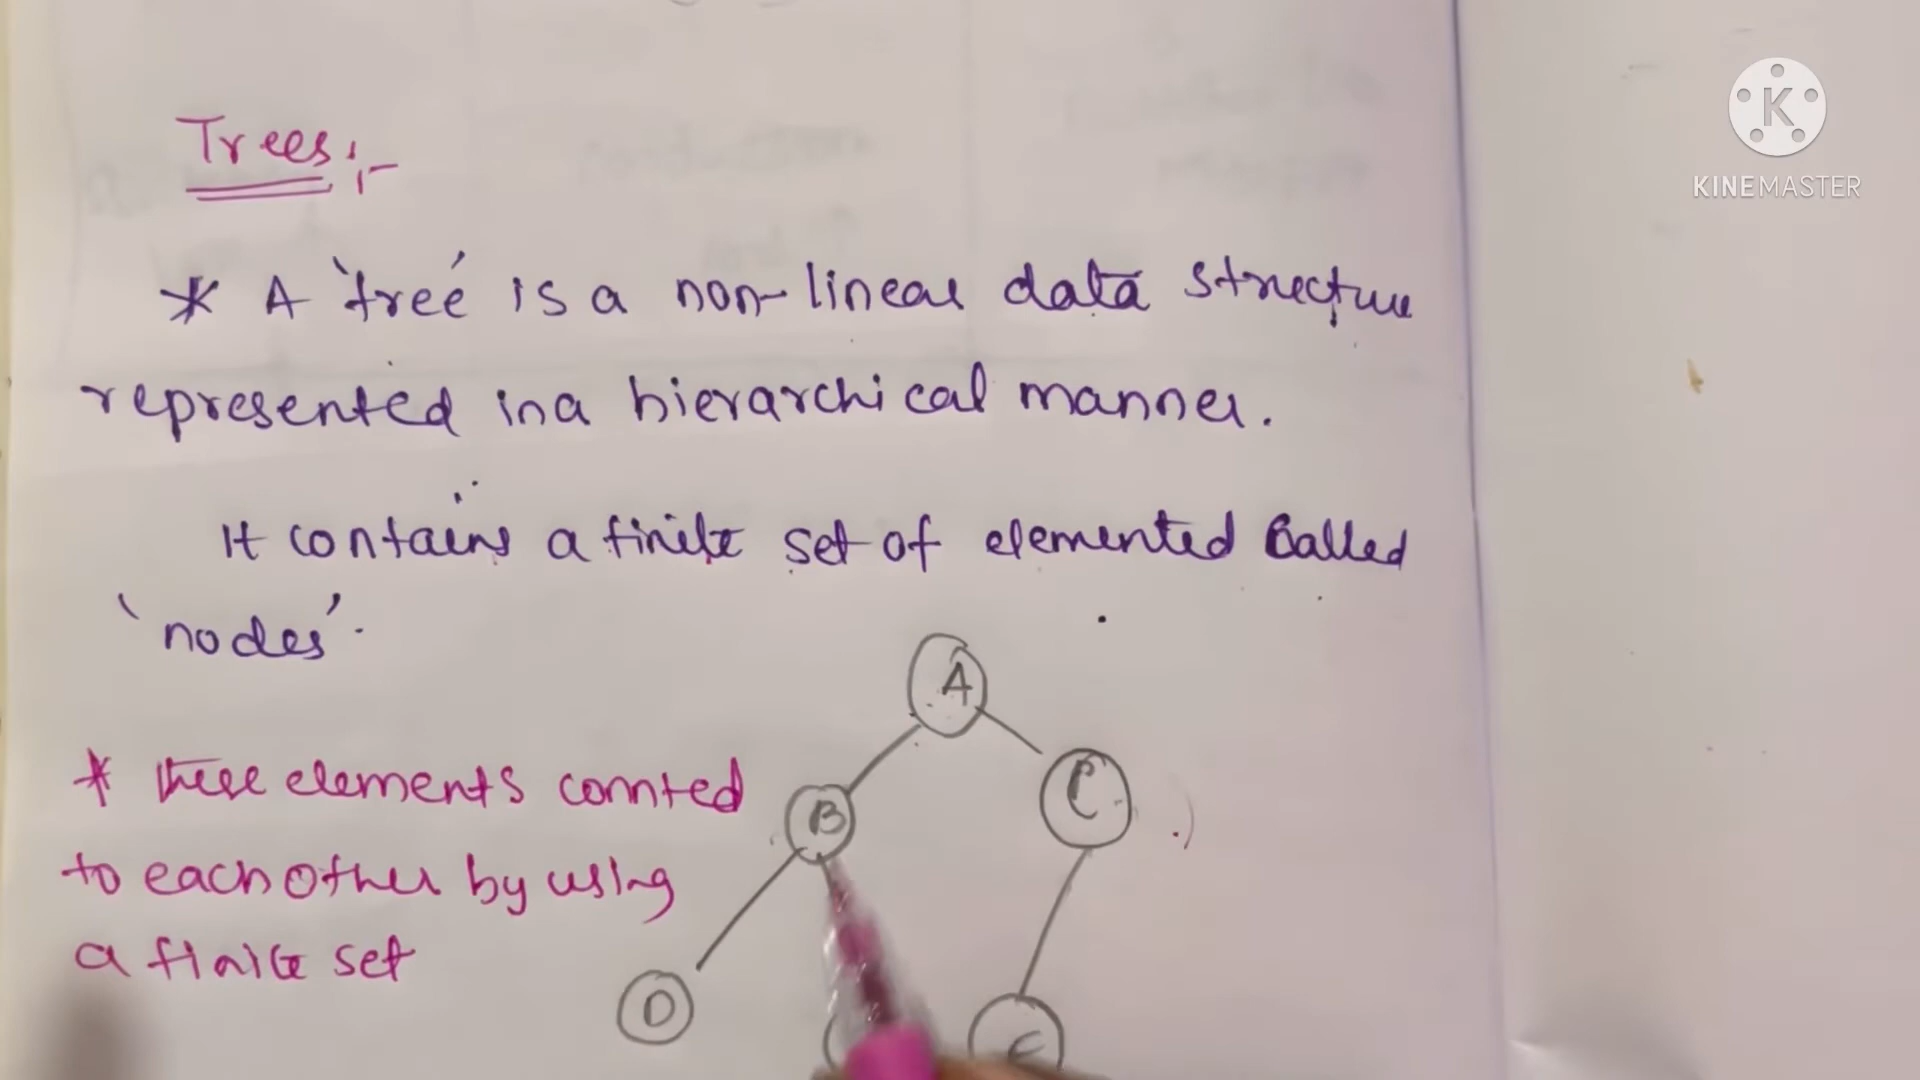 Trees :-
* A 'tree' is a non-linear data structure
represented in a hierarchical manner.
It contains a finite set of elemented called
'nodes'.
* these elements connted
to each other by using
a finite set
A
B
C
D
K
KINEMASTER